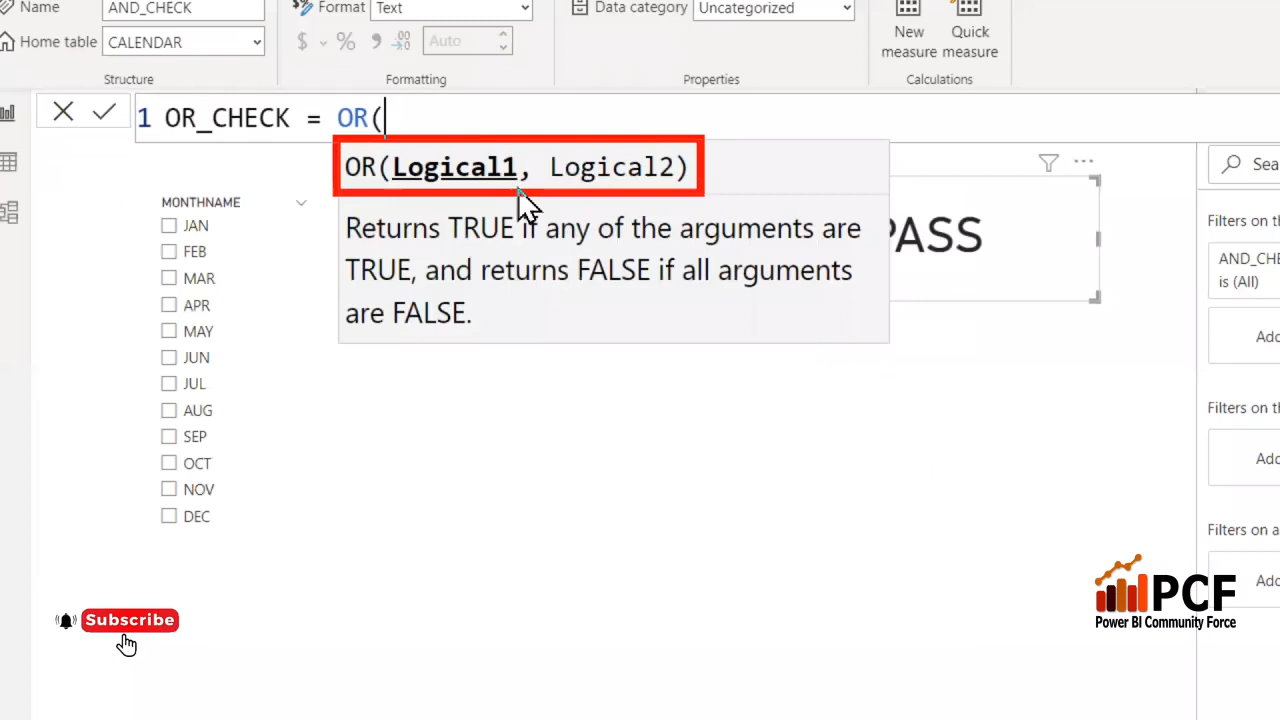 Name AND_CHECK
Format Text
Data category Uncategorized
Home table CALENDAR
$ % Auto
New measure
Quick measure
Structure
Formatting
Properties
Calculations
1 OR_CHECK = OR(
OR(Logical1, Logical2)
Returns TRUE if any of the arguments are
TRUE, and returns FALSE if all arguments
are FALSE.
MONTHNAME
JAN
FEB
MAR
APR
MAY
JUN
JUL
AUG
SEP
OCT
NOV
DEC
PASS
Sea
Filters on th
AND_CHE
is (All)
Add
Filters on th
Add
Filters on a
Add
Subscribe
PCF
Power BI Community Force